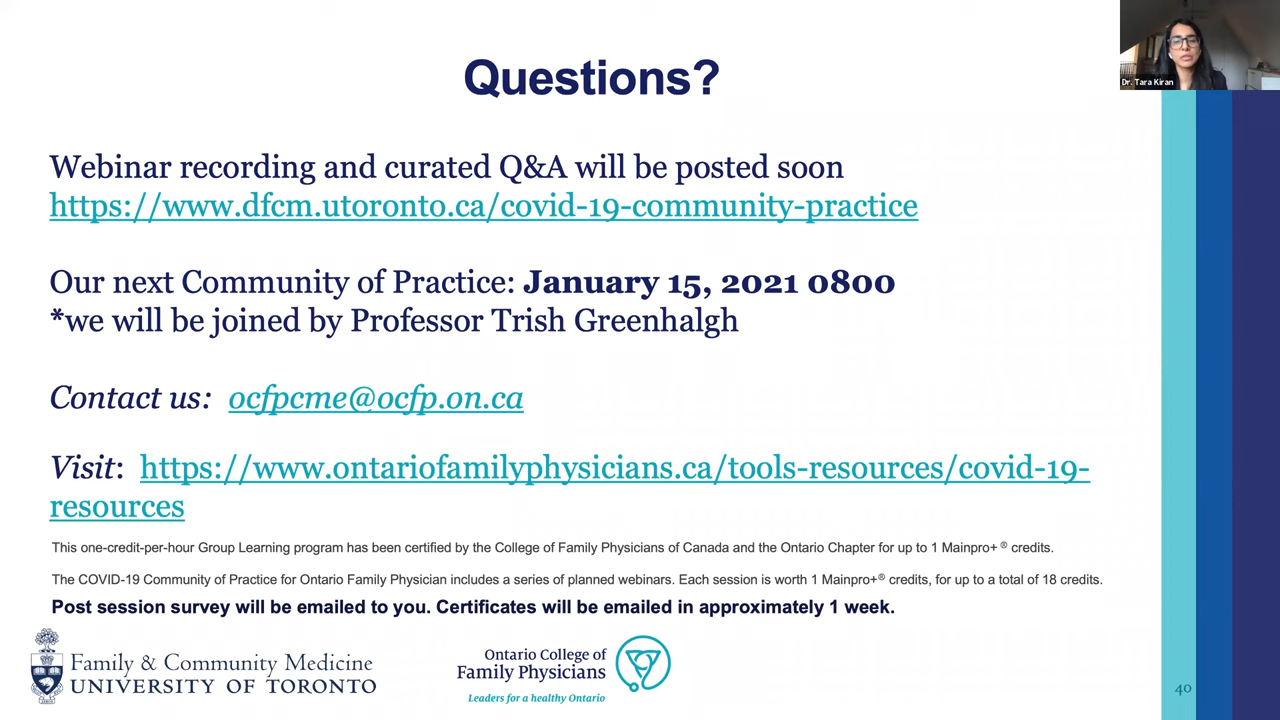 Questions?
Dr. Tara Kiran
Webinar recording and curated Q&A will be posted soon
https://www.dfcm.utoronto.ca/covid-19-community-practice
Our next Community of Practice: January 15, 2021 0800
*we will be joined by Professor Trish Greenhalgh
Contact us: ocfpcme@ocfp.on.ca
Visit: https://www.ontariofamilyphysicians.ca/tools-resources/covid-19-
resources
This one-credit-per-hour Group Learning program has been certified by the College of Family Physicians of Canada and the Ontario Chapter for up to 1 Mainpro+ ® credits.
The COVID-19 Community of Practice for Ontario Family Physician includes a series of planned webinars. Each session is worth 1 Mainpro+® credits, for up to a total of 18 credits.
Post session survey will be emailed to you. Certificates will be emailed in approximately 1 week.
Family & Community Medicine
UNIVERSITY OF TORONTO
Ontario College of
Family Physicians
Leaders for a healthy Ontario
40